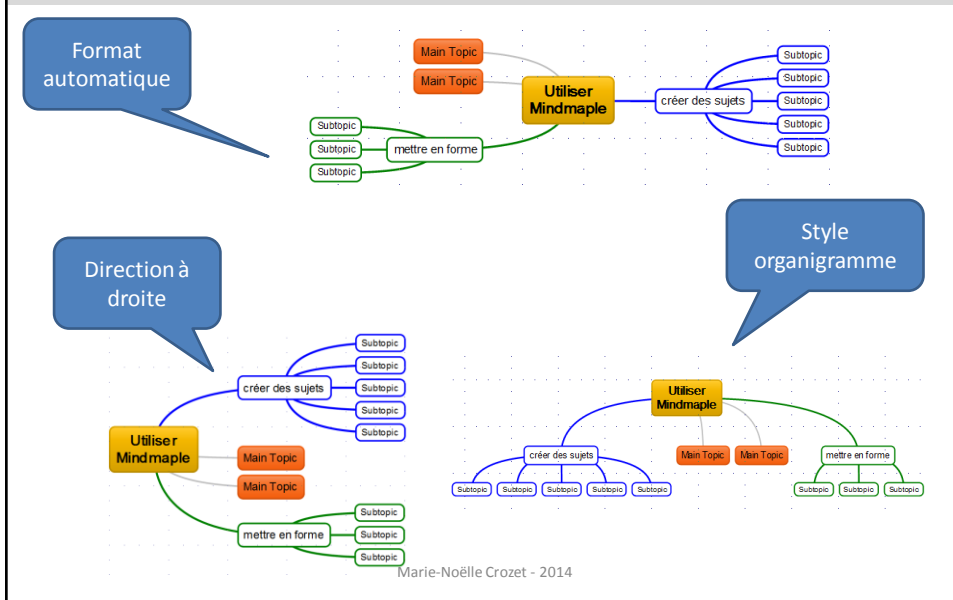 Format
automatique
Main Topic
Main Topic
Utiliser
Mindmaple
créer des sujets
Subtopic
Subtopic
Subtopic
Subtopic
Subtopic
mettre en forme
Subtopic
Subtopic
Subtopic
Direction à
droite
Utiliser
Mindmaple
créer des sujets
Subtopic
Subtopic
Subtopic
Subtopic
Subtopic
Main Topic
Main Topic
mettre en forme
Subtopic
Subtopic
Subtopic
Style
organigramme
Utiliser
Mindmaple
créer des sujets
Main Topic
Main Topic
mettre en forme
Subtopic
Subtopic
Subtopic
Subtopic
Subtopic
Subtopic
Subtopic
Subtopic
Marie-Noëlle Crozet - 2014